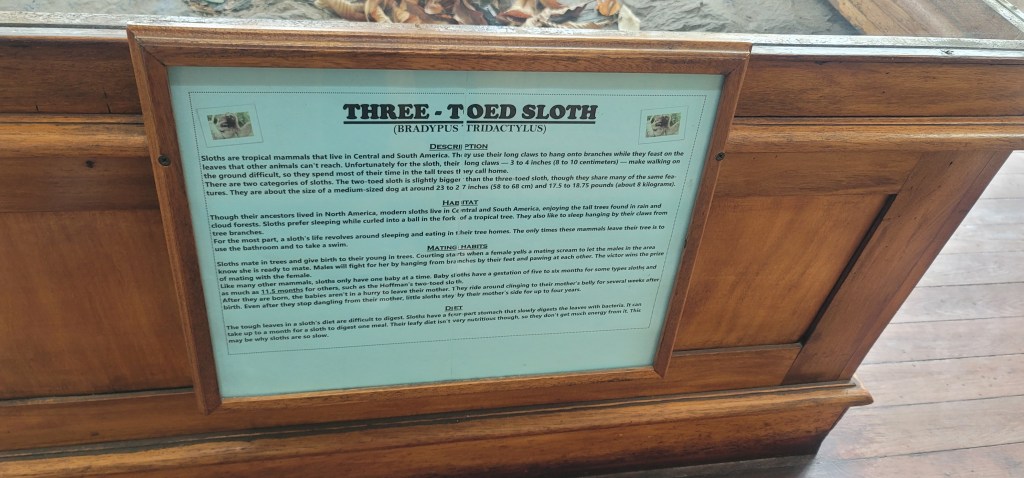 THREE - TOED SLOTH
(BRADYPUS TRIDACTYLUS)
DESCRIPTION
Sloths are tropical mammals that live in Central and South America. They use their long claws to hang onto branches while they feast on the
leaves that other animals can't reach. Unfortunately for the sloth, their long claws — 3 to 4 inches (8 to 10 centimeters) — make walking on
the ground difficult, so they spend most of their time in the tall trees they call home.
There are two categories of sloths. The two-toed sloth is slightly bigger than the three-toed sloth, though they share many of the same fea-
tures. They are about the size of a medium-sized dog at around 23 to 27 inches (58 to 68 cm) and 17.5 to 18.75 pounds (about 8 kilograms).
HABITAT
Though their ancestors lived in North America, modern sloths live in Central and South America, enjoying the tall trees found in rain and
cloud forests. Sloths prefer sleeping while curled into a ball in the fork of a tropical tree. They also like to sleep hanging by their claws from
tree branches.
For the most part, a sloth's life revolves around sleeping and eating in their tree homes. The only times these mammals leave their tree is to
use the bathroom and to take a swim.
MATING HABITS
Sloths mate in trees and give birth to their young in trees. Courting starts when a female yells a mating scream to let the males in the area
know she is ready to mate. Males will fight for her by hanging from branches by their feet and pawing at each other. The victor wins the prize
of mating with the female.
Like many other mammals, sloths only have one baby at a time. Baby sloths have a gestation of five to six months for some types sloths and
as much as 11.5 months for others, such as the Hoffman's two-toed sloth.
After they are born, the babies aren't in a hurry to leave their mother. They ride around clinging to their mother's belly for several weeks after
birth. Even after they stop dangling from their mother, little sloths stay by their mother's side for up to four years.
DIET
The tough leaves in a sloth's diet are difficult to digest. Sloths have a four-part stomach that slowly digests the leaves with bacteria. It can
take up to a month for a sloth to digest one meal. Their leafy diet isn't very nutritious though, so they don't get much energy from it. This
may be why sloths are so slow.